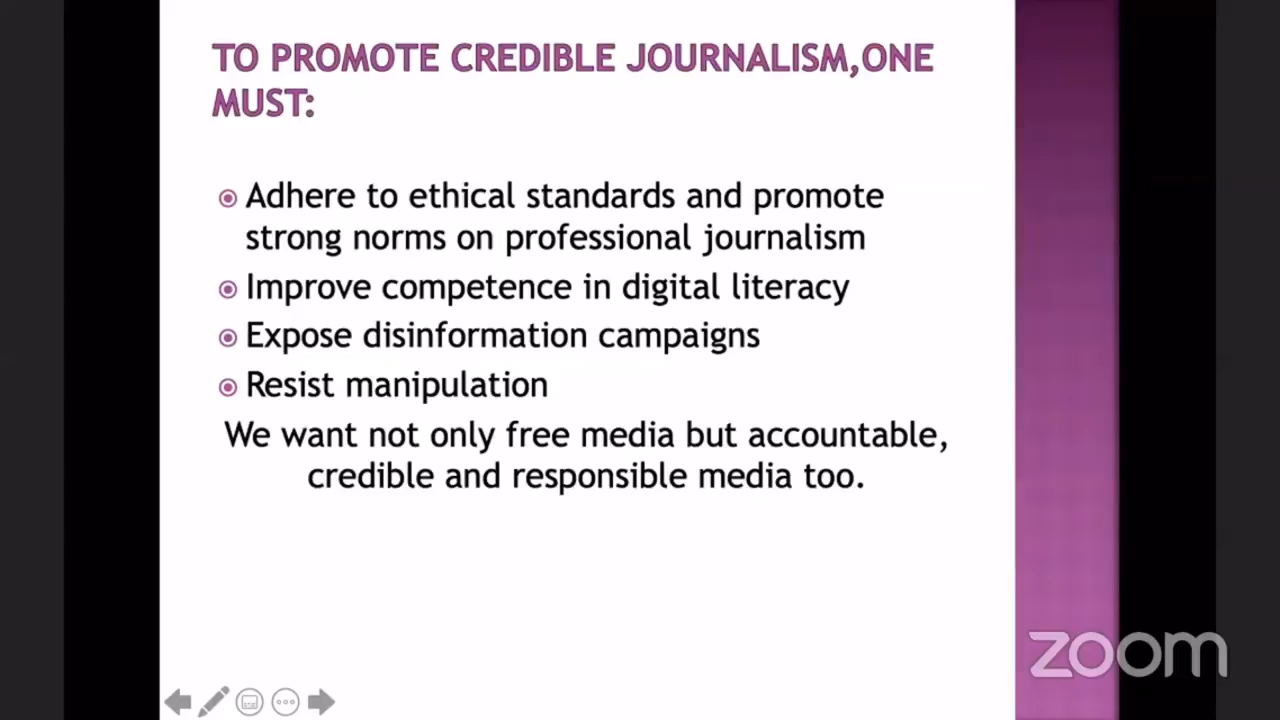 TO PROMOTE CREDIBLE JOURNALISM,ONE
MUST:
Adhere to ethical standards and promote
strong norms on professional journalism
Improve competence in digital literacy
Expose disinformation campaigns
Resist manipulation
We want not only free media but accountable,
credible and responsible media too.
zoom